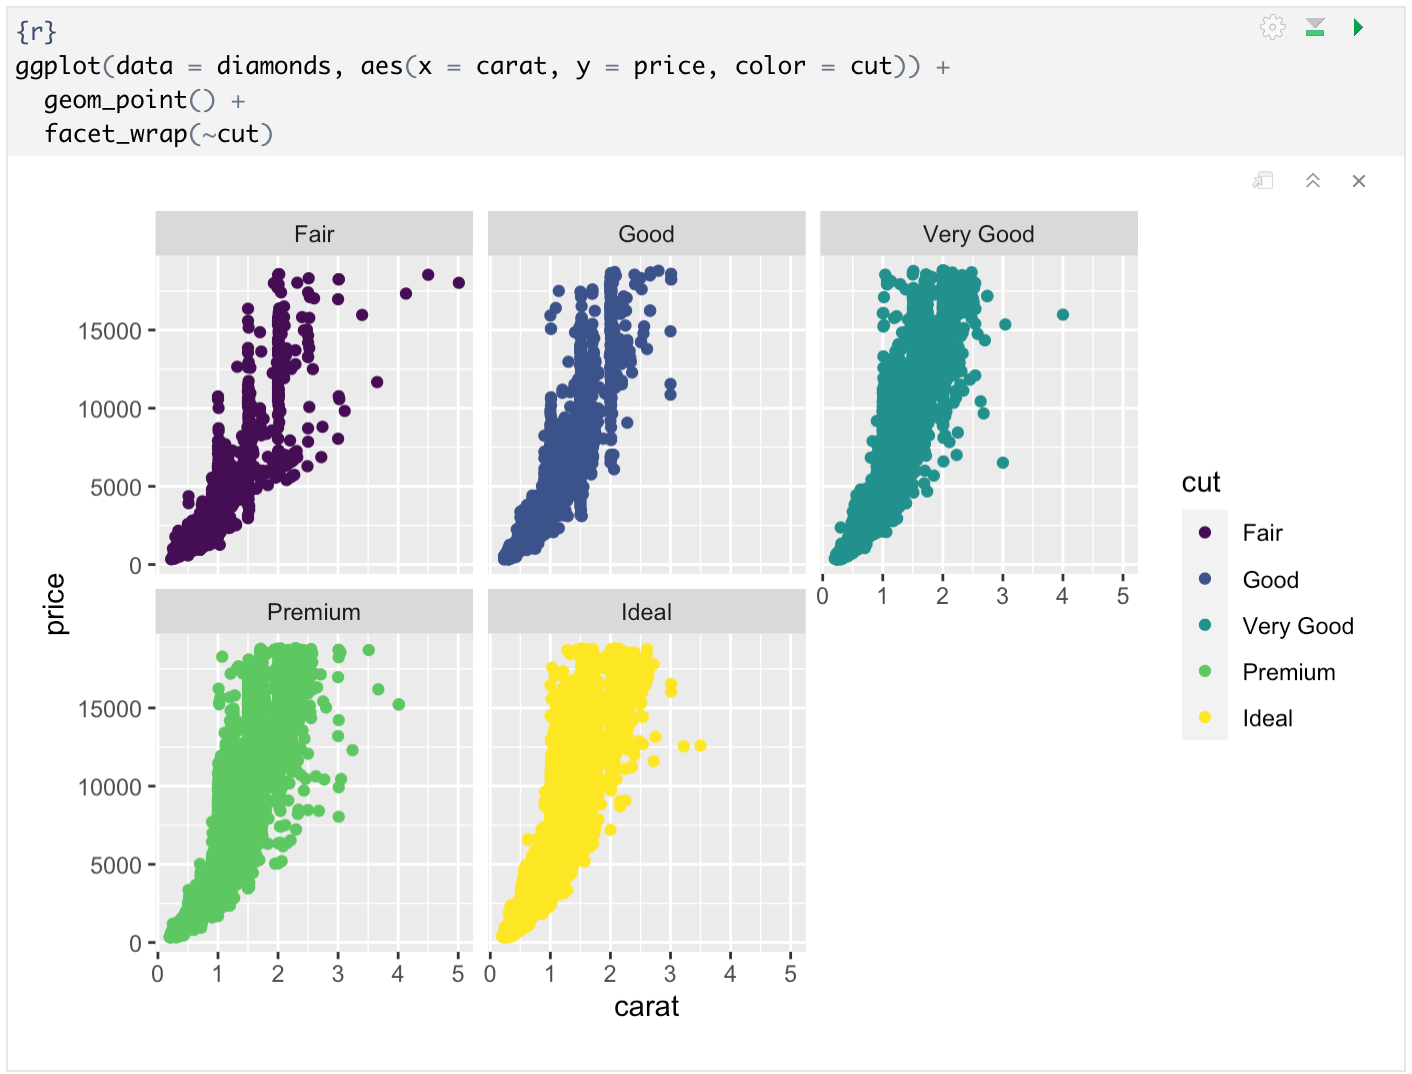 {r}
ggplot(data = diamonds, aes(x = carat, y = price, color = cut)) +
  geom_point() +
  facet_wrap(~cut)
Fair Good Very Good
15000
10000
5000
0
0 1 2 3 4 5
Premium Ideal
15000
10000
5000
0
0 1 2 3 4 5 0 1 2 3 4 5
price
carat
cut
Fair
Good
Very Good
Premium
Ideal